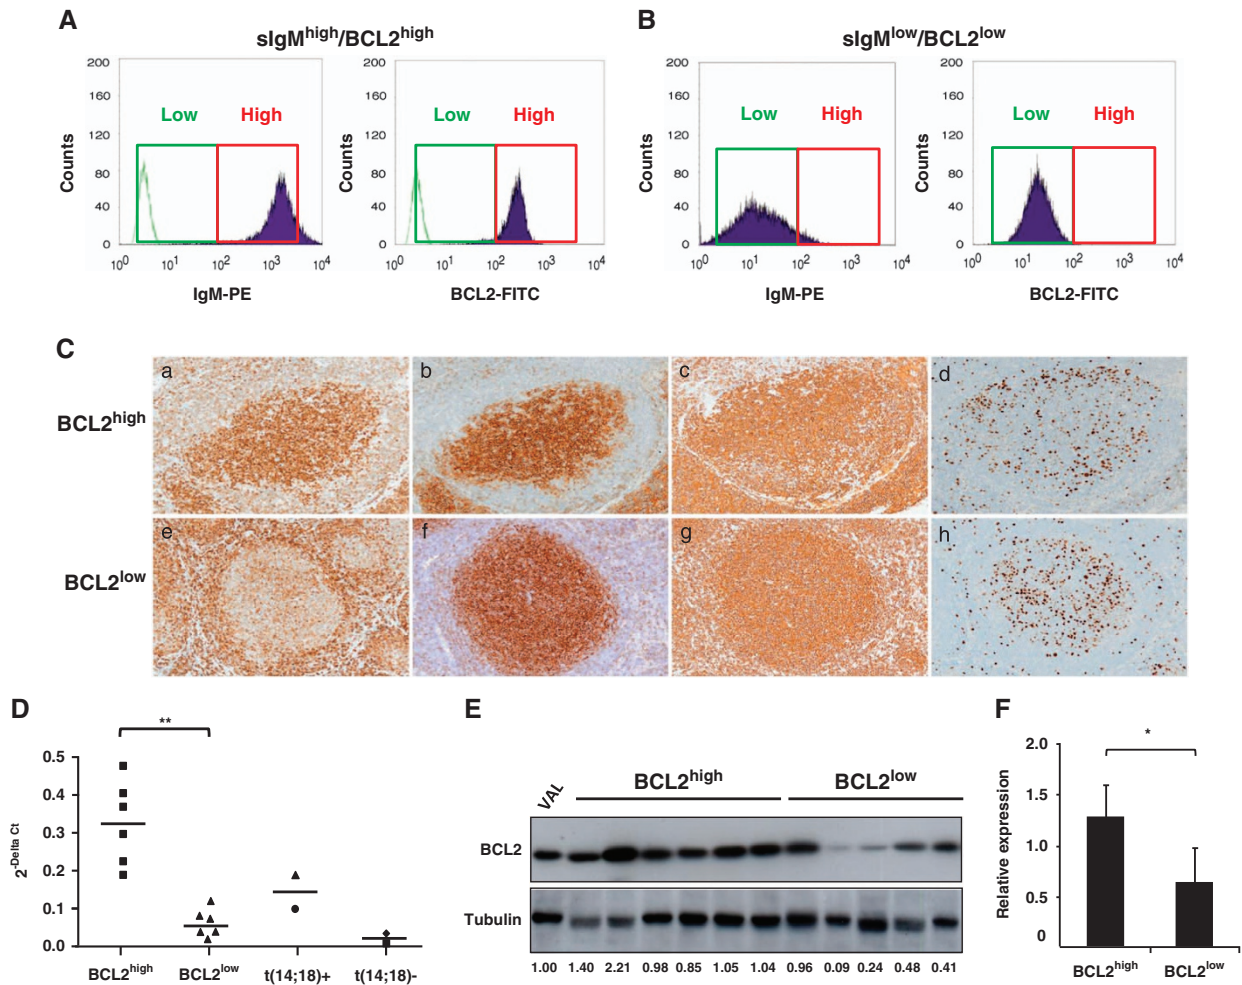 A
sIgMhigh/BCL2high
200
160
120
80
40
0
Counts
Low
High
100 101 102 103 104
IgM-PE
200
160
120
80
40
0
Counts
Low
High
100 101 102 103 104
BCL2-FITC
B
sIgMlow/BCL2low
200
160
120
80
40
0
Counts
Low
High
100 101 102 103 104
IgM-PE
200
160
120
80
40
0
Counts
Low
High
100 101 102 103 104
BCL2-FITC
C
BCL2high
a
b
c
d
BCL2low
e
f
g
h
D
**
2-Delta Ct
0.5
0.4
0.3
0.2
0.1
0.0
BCL2high BCL2low t(14;18)+ t(14;18)-
E
VAL
BCL2high
BCL2low
BCL2
Tubulin
1.00 1.40 2.21 0.98 0.85 1.05 1.04 0.96 0.09 0.24 0.48 0.41
F
*
Relative expression
2.0
1.5
1.0
0.5
0
BCL2high BCL2low